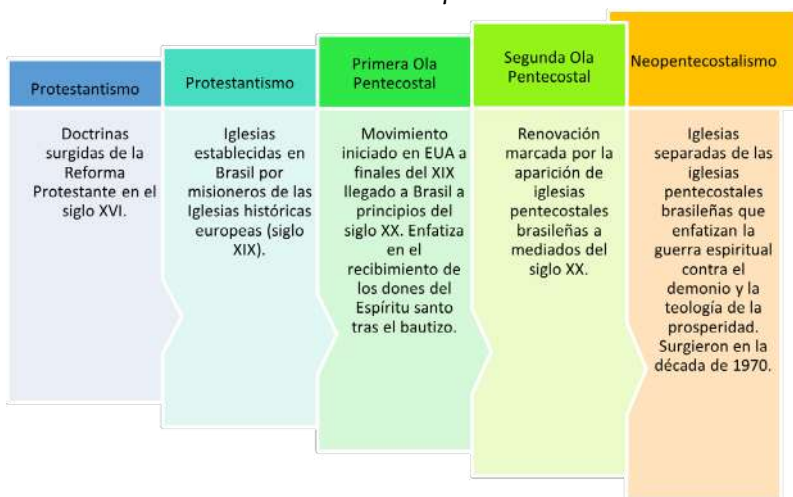 Protestantismo
Doctrinas
surgidas de la
Reforma
Protestante en el
siglo XVI.
Protestantismo
Iglesias
establecidas en
Brasil por
misioneros de las
Iglesias históricas
europeas (siglo
XIX).
Primera Ola
Pentecostal
Movimiento
iniciado en EUA a
finales del XIX
llegado a Brasil a
principios del
siglo XX. Enfatiza
en el
recibimiento de
los dones del
Espíritu santo
tras el bautizo.
Segunda Ola
Pentecostal
Renovación
marcada por la
aparición de
iglesias
pentecostales
brasileñas a
mediados del
siglo XX.
Neopentecostalismo
Iglesias
separadas de las
iglesias
pentecostales
brasileñas que
enfatizan la
guerra espiritual
contra el
demonio y la
teología de la
prosperidad.
Surgieron en la
década de 1970.